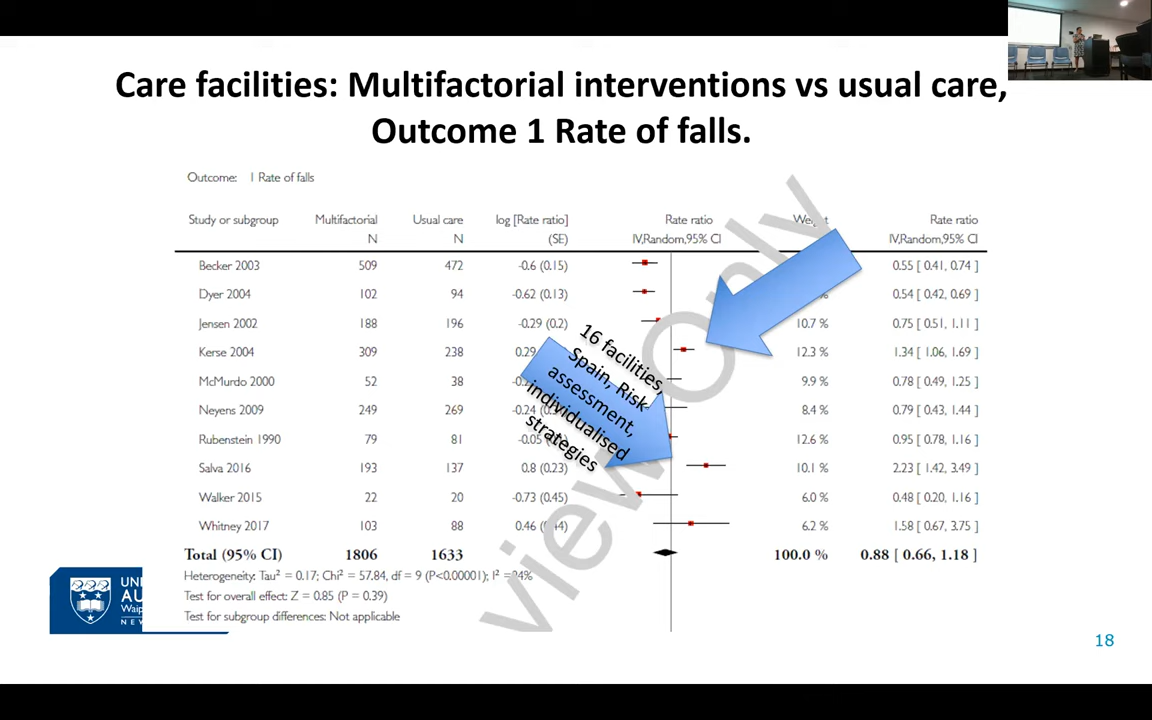 Care facilities: Multifactorial interventions vs usual care,
Outcome 1 Rate of falls.
Outcome: 1 Rate of falls
Study or subgroup Multifactorial Usual care log [Rate ratio] Rate ratio Weight Rate ratio
N N (SE) IV,Random,95% CI IV,Random,95% CI
Becker 2003 509 472 -0.6 (0.15) 0.55 [ 0.41, 0.74 ]
Dyer 2004 102 94 -0.62 (0.13) % 0.54 [ 0.42, 0.69 ]
Jensen 2002 188 196 -0.29 (0.2) 10.7 % 0.75 [ 0.51, 1.11 ]
Kerse 2004 309 238 0.29 12.3 % 1.34 [ 1.06, 1.69 ]
McMurdo 2000 52 38 9.9 % 0.78 [ 0.49, 1.25 ]
Neyens 2009 249 269 -0.24 8.4 % 0.79 [ 0.43, 1.44 ]
Rubenstein 1990 79 81 -0.05 12.6 % 0.95 [ 0.78, 1.16 ]
Salva 2016 193 137 0.8 (0.23) 10.1 % 2.23 [ 1.42, 3.49 ]
Walker 2015 22 20 -0.73 (0.45) 6.0 % 0.48 [ 0.20, 1.16 ]
Whitney 2017 103 88 0.46 6.2 % 1.58 [ 0.67, 3.75 ]
Total (95% CI) 1806 1633 100.0 % 0.88 [ 0.66, 1.18 ]
Heterogeneity: Tau² = 0.17; Chi² = 57.84, df = 9 (P<0.00001); I² =
Test for overall effect: Z = 0.85 (P = 0.39)
Test for subgroup differences: Not applicable
16 facilities,
Spain, Risk
assessment,
individualised
strategies
view Only
UNI
AU
Waip
NEW
18